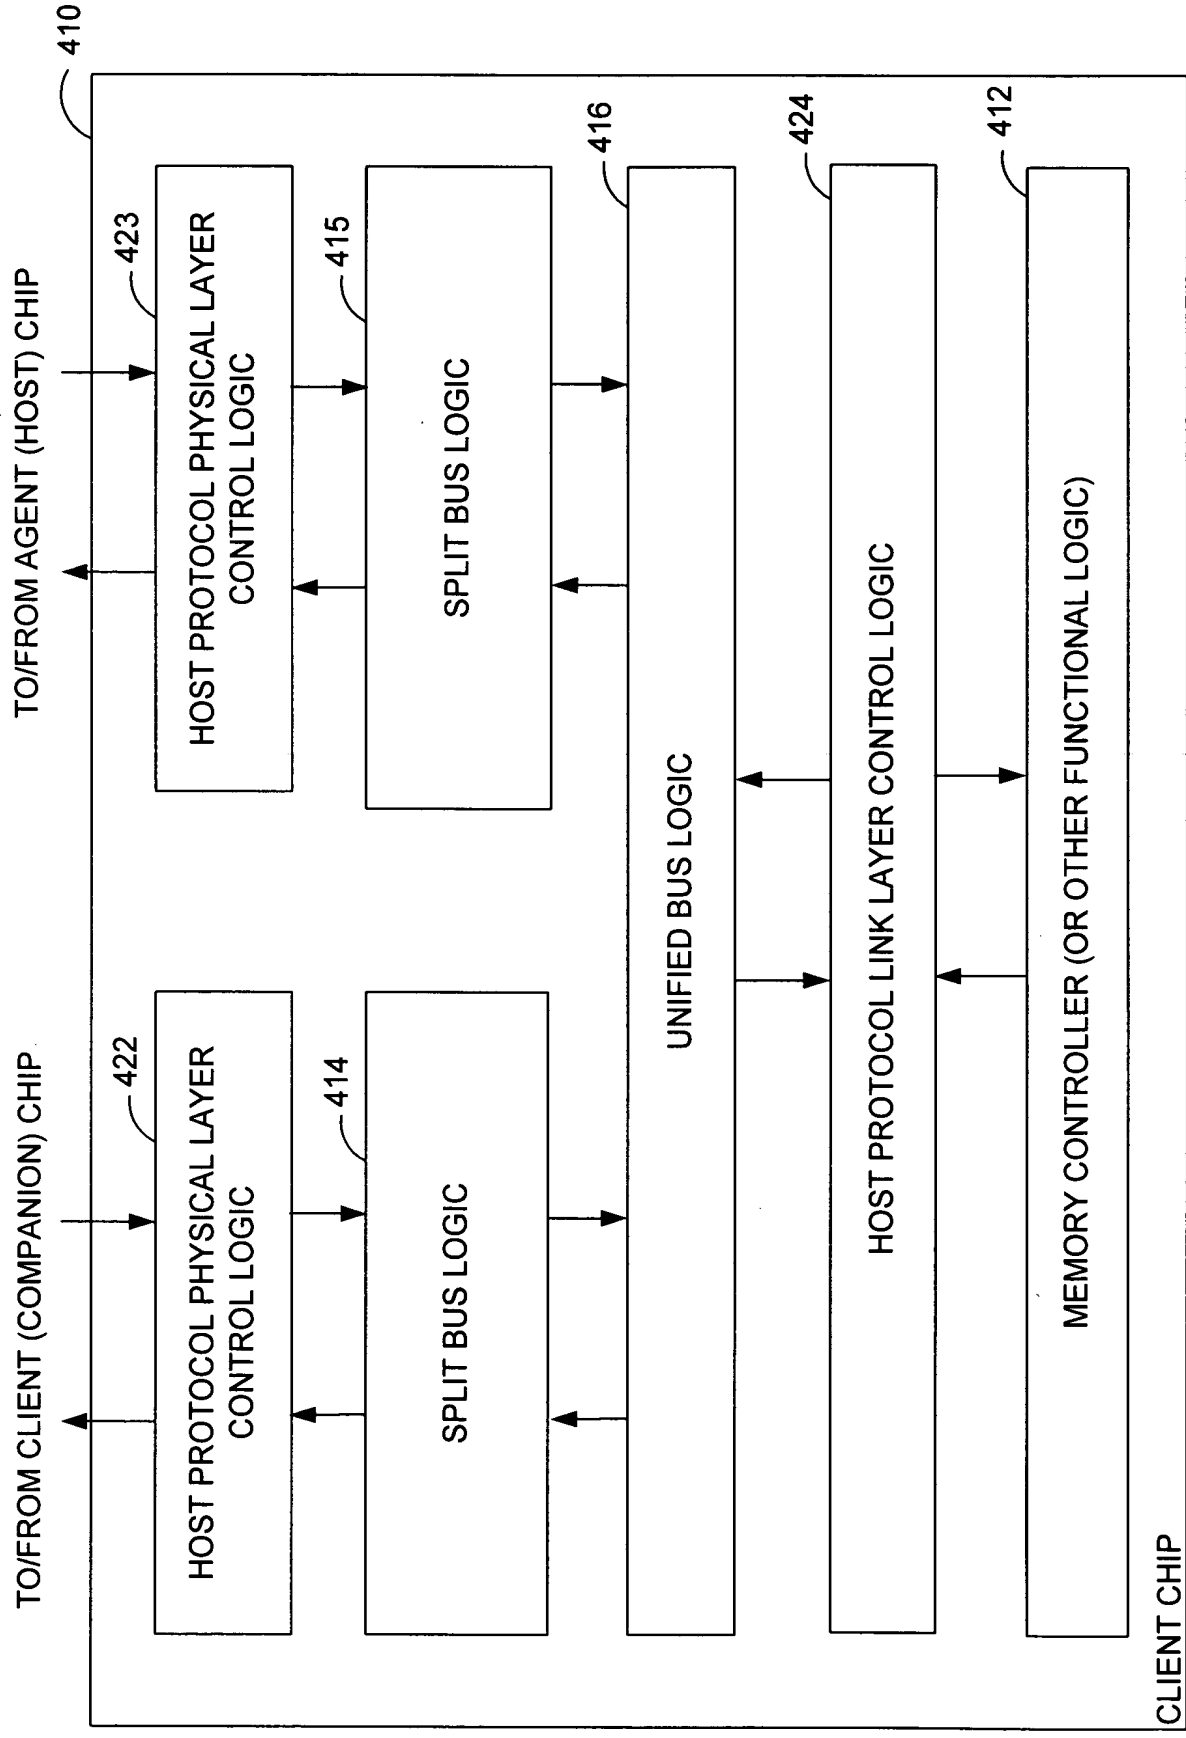 TO/FROM CLIENT (COMPANION) CHIP
TO/FROM AGENT (HOST) CHIP
410
422
HOST PROTOCOL PHYSICAL LAYER
CONTROL LOGIC
423
HOST PROTOCOL PHYSICAL LAYER
CONTROL LOGIC
414
SPLIT BUS LOGIC
415
SPLIT BUS LOGIC
416
UNIFIED BUS LOGIC
424
HOST PROTOCOL LINK LAYER CONTROL LOGIC
412
MEMORY CONTROLLER (OR OTHER FUNCTIONAL LOGIC)
CLIENT CHIP